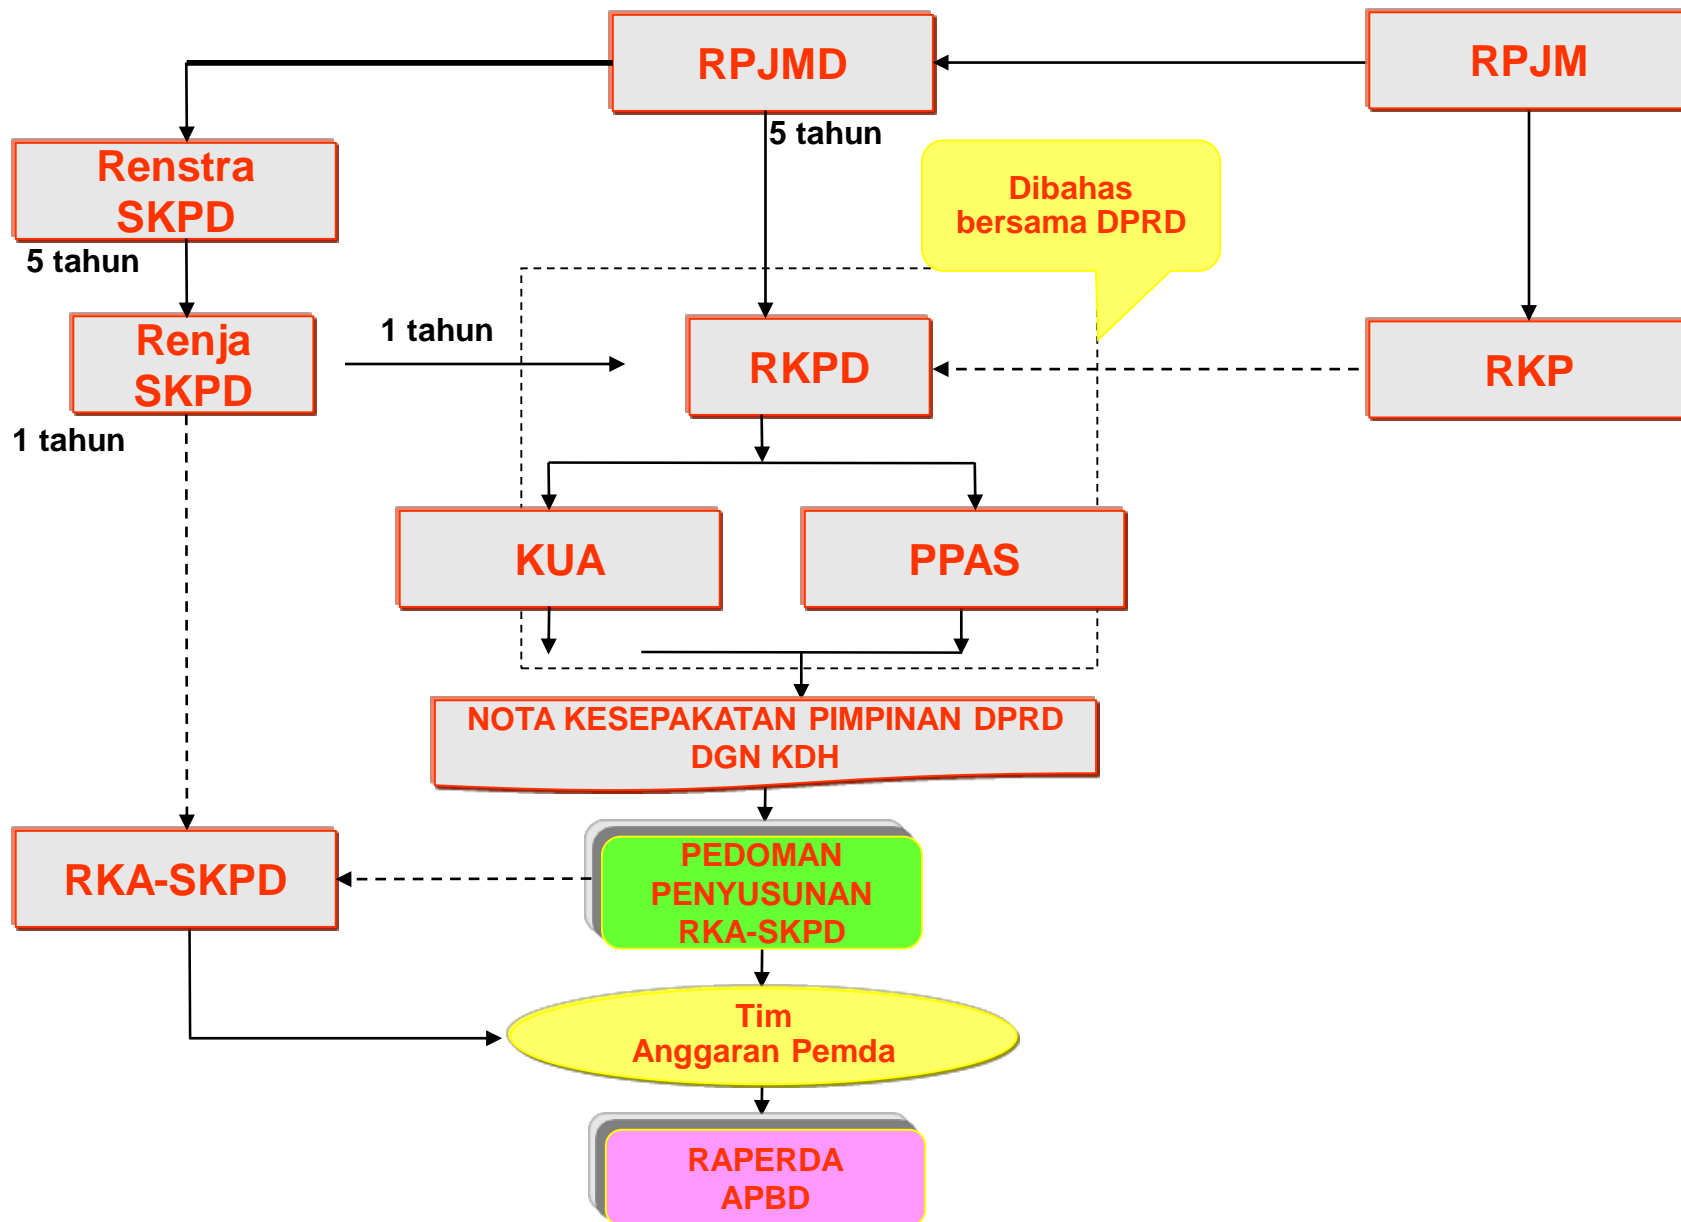 RPJMD
RPJM
5 tahun
Renstra
SKPD
5 tahun
Dibahas
bersama DPRD
Renja
SKPD
1 tahun
1 tahun
RKPD
RKP
KUA
PPAS
NOTA KESEPAKATAN PIMPINAN DPRD
DGN KDH
RKA-SKPD
PEDOMAN
PENYUSUNAN
RKA-SKPD
Tim
Anggaran Pemda
RAPERDA
APBD